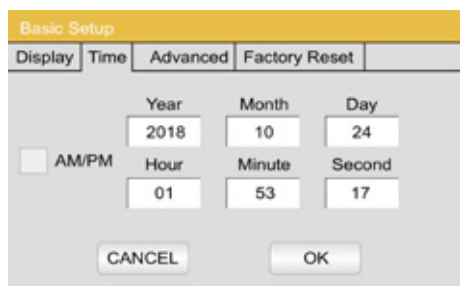 Basic Setup
Display Time Advanced Factory Reset
Year Month Day
2018 10 24
AM/PM Hour Minute Second
01 53 17
CANCEL OK